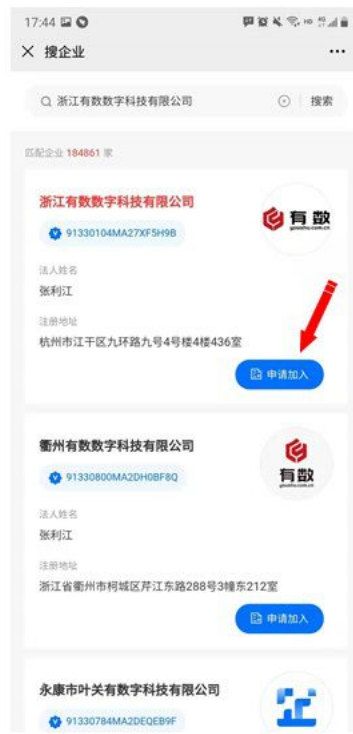 17:44
搜企业
浙江有数数字科技有限公司
搜索
匹配企业 184861 家
浙江有数数字科技有限公司
有数
91330104MA27XF5H9B
法人姓名
张利江
注册地址
杭州市江干区九环路九号4号楼4楼436室
申请加入
衢州有数数字科技有限公司
有数
91330800MA2DH0BF8Q
法人姓名
张利江
注册地址
浙江省衢州市柯城区芹江东路288号3幢东212室
申请加入
永康市叶关有数字科技有限公司
91330784MA2DEQEB9F